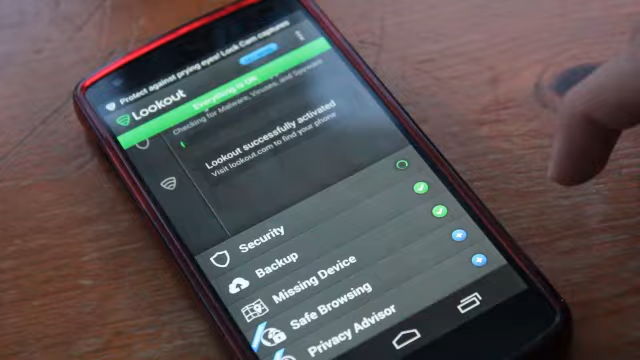 Protect against prying eyes! Lock Cam captures
Lookout
Everything is OK
Checking for Malware, Viruses, and Spyware
Lookout successfully activated
Visit lookout.com to find your phone
Security
Backup
Missing Device
Safe Browsing
Privacy Advisor